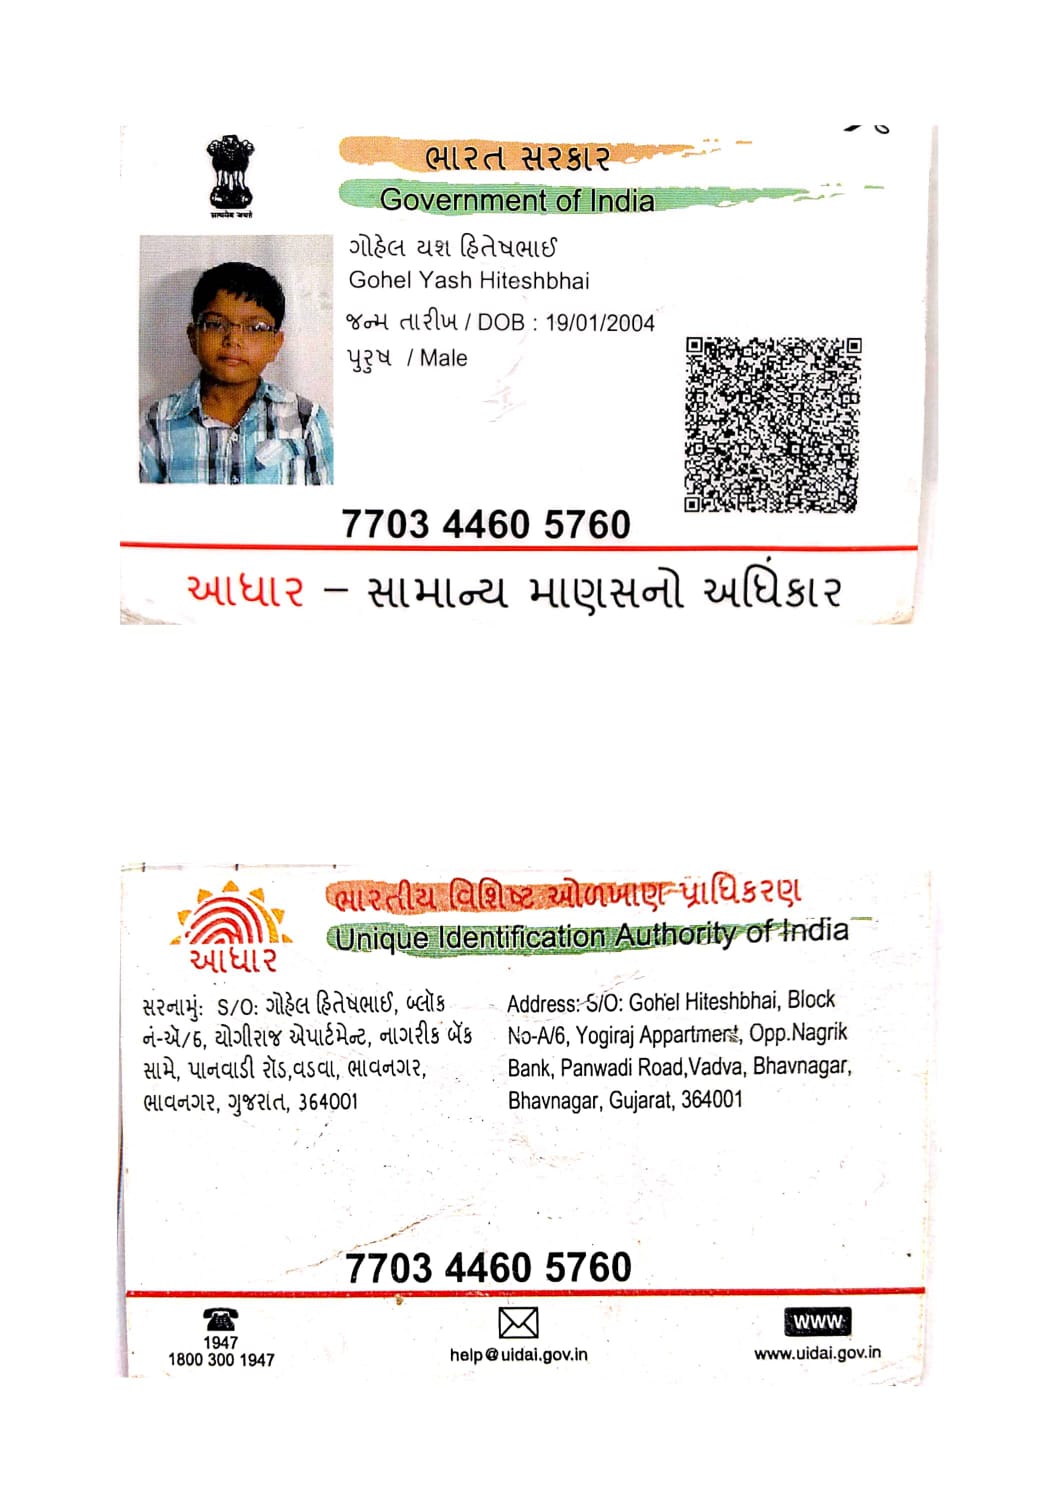 सत्यमेव जयते
ભારત સરકાર
Government of India
ગોહેલ યશ હિતેષભાઈ
Gohel Yash Hiteshbhai
જન્મ તારીખ / DOB : 19/01/2004
પુરુષ / Male
7703 4460 5760
આધાર – સામાન્ય માણસનો અધિકાર
ભારતીય વિશિષ્ટ ઓળખાણ પ્રાધિકરણ
Unique Identification Authority of India
આધાર
સરનામું: S/O: ગોહેલ હિતેષભાઈ, બ્લૉક
નં-એ/6, યોગીરાજ એપાર્ટમેન્ટ, નાગરીક બૅંક
સામે, પાનવાડી રૉડ,વડવા, ભાવનગર,
ભાવનગર, ગુજરાત, 364001
Address: S/O: Gohel Hiteshbhai, Block
No-A/6, Yogiraj Appartment, Opp.Nagrik
Bank, Panwadi Road,Vadva, Bhavnagar,
Bhavnagar, Gujarat, 364001
7703 4460 5760
1947
1800 300 1947
help@uidai.gov.in
WWW
www.uidai.gov.in